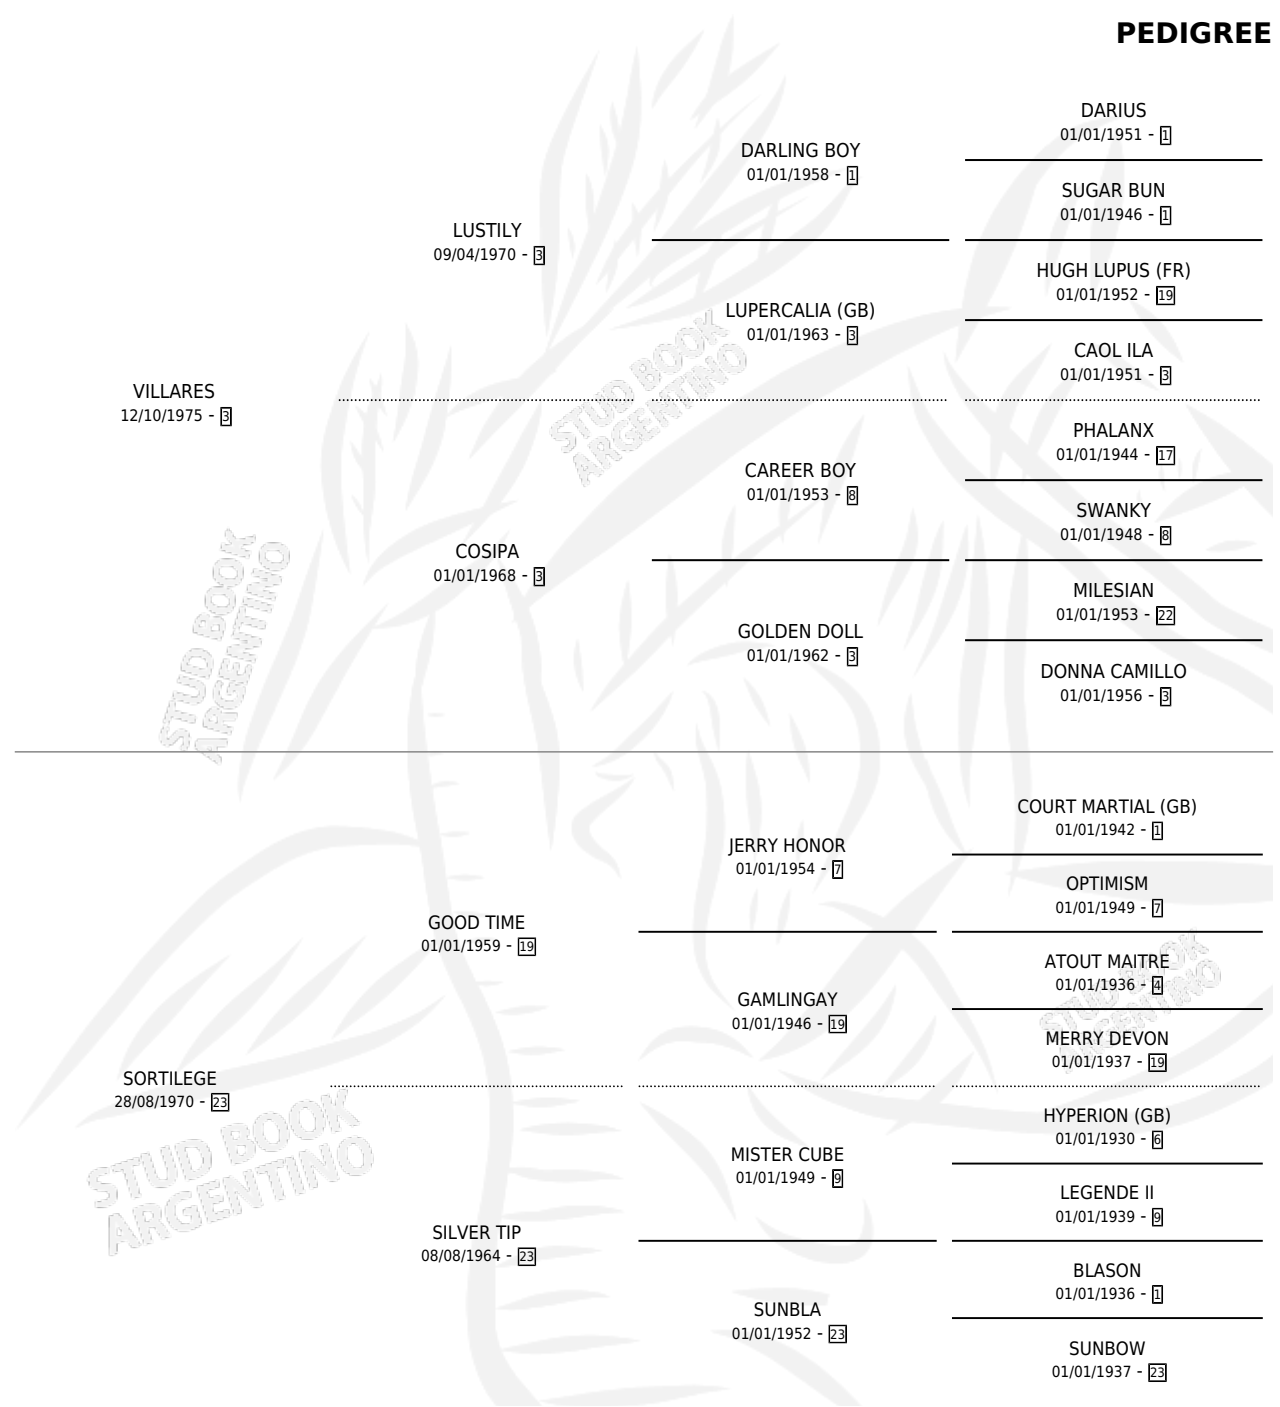 PEDIGREE
DARIUS
01/01/1951 - 1
DARLING BOY
01/01/1958 - 1
SUGAR BUN
01/01/1946 - 1
LUSTILY
09/04/1970 - 3
HUGH LUPUS (FR)
01/01/1952 - 19
LUPERCALIA (GB)
01/01/1963 - 3
CAOL ILA
01/01/1951 - 3
VILLARES
12/10/1975 - 3
PHALANX
01/01/1944 - 17
CAREER BOY
01/01/1953 - 8
SWANKY
01/01/1948 - 8
COSIPA
01/01/1968 - 3
MILESIAN
01/01/1953 - 22
GOLDEN DOLL
01/01/1962 - 3
DONNA CAMILLO
01/01/1956 - 3
STUD BOOK
ARGENTINO
STUD BOOK
ARGENTINO
COURT MARTIAL (GB)
01/01/1942 - 1
JERRY HONOR
01/01/1954 - 7
OPTIMISM
01/01/1949 - 7
GOOD TIME
01/01/1959 - 19
ATOUT MAITRE
01/01/1936 - 4
GAMLINGAY
01/01/1946 - 19
MERRY DEVON
01/01/1937 - 19
SORTILEGE
28/08/1970 - 23
HYPERION (GB)
01/01/1930 - 6
MISTER CUBE
01/01/1949 - 9
LEGENDE II
01/01/1939 - 9
SILVER TIP
08/08/1964 - 23
BLASON
01/01/1936 - 1
SUNBLA
01/01/1952 - 23
SUNBOW
01/01/1937 - 23
STUD BOOK
ARGENTINO
STUD BOOK
ARGENTINO